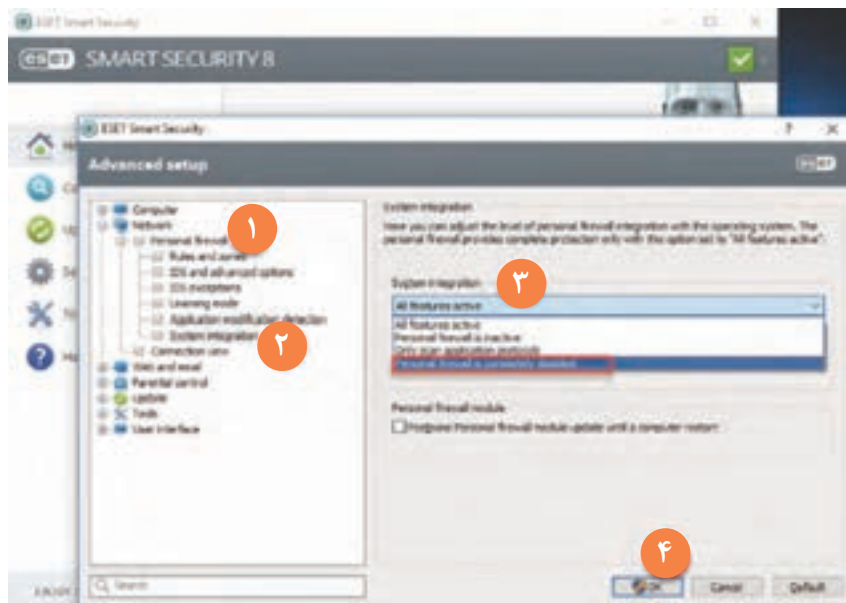 ESET Smart Security
eset SMART SECURITY 8
ESET Smart Security
Advanced setup
eset
Computer
Network
۱
Personal firewall
Rules and zones
IDS and advanced options
IDS exceptions
Learning mode
Application modification detection
System integration
۲
Connection view
Web and email
Parental control
Update
Tools
User interface
Search
System integration
Here you can adjust the level of personal firewall integration with the operating system. The
personal firewall provides complete protection only with the option set to "All features active".
System integration
۳
All features active
All features active
Personal firewall is inactive
Only scan application protocols
Personal firewall is completely disabled
Personal firewall module
Postpone Personal firewall module update until a computer restart
۴
OK
Cancel
Default